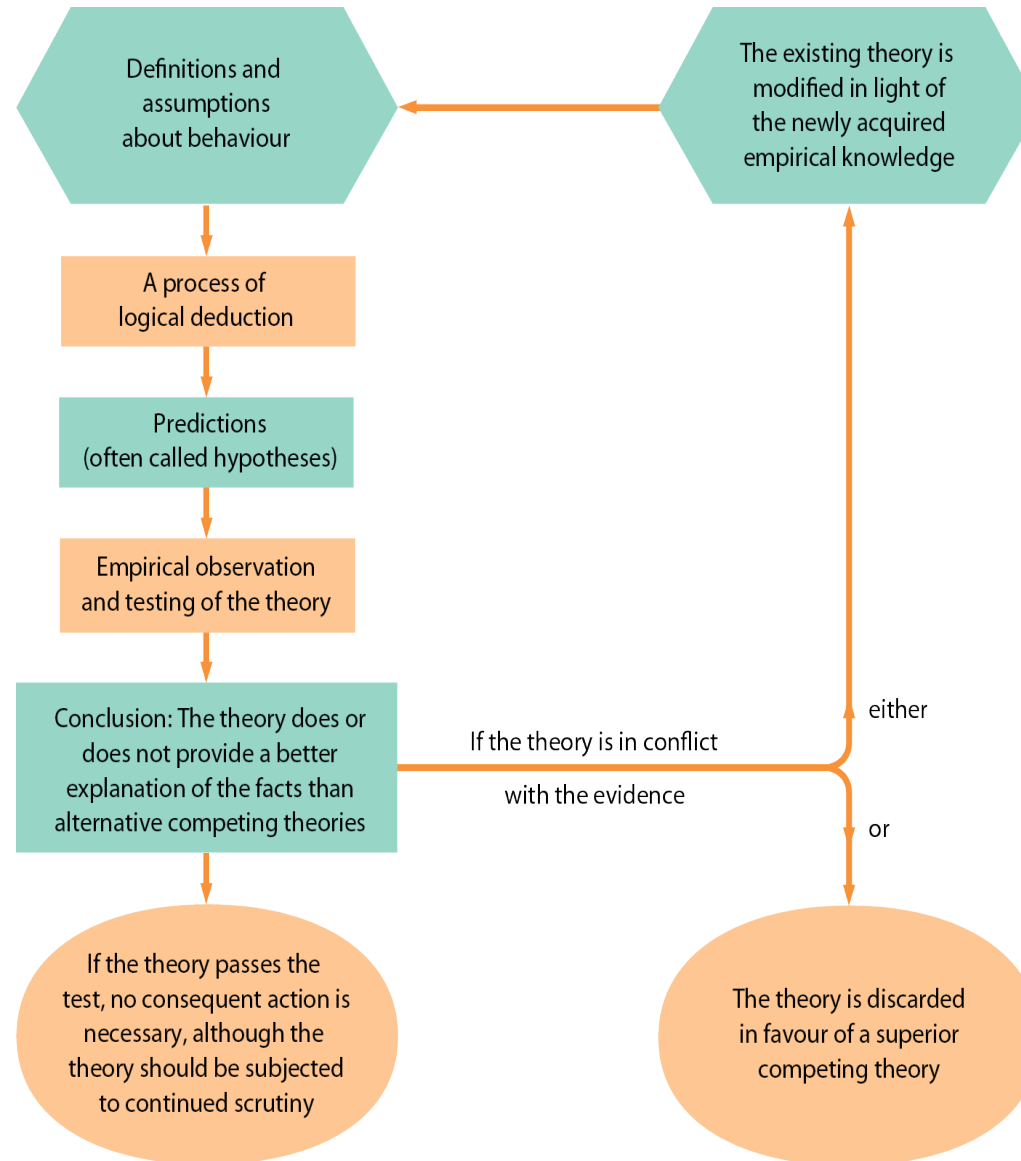 Definitions and
assumptions
about behaviour
The existing theory is
modified in light of
the newly acquired
empirical knowledge
A process of
logical deduction
Predictions
(often called hypotheses)
Empirical observation
and testing of the theory
Conclusion: The theory does or
does not provide a better
explanation of the facts than
alternative competing theories
If the theory is in conflict
with the evidence
either
or
If the theory passes the
test, no consequent action is
necessary, although the
theory should be subjected
to continued scrutiny
The theory is discarded
in favour of a superior
competing theory